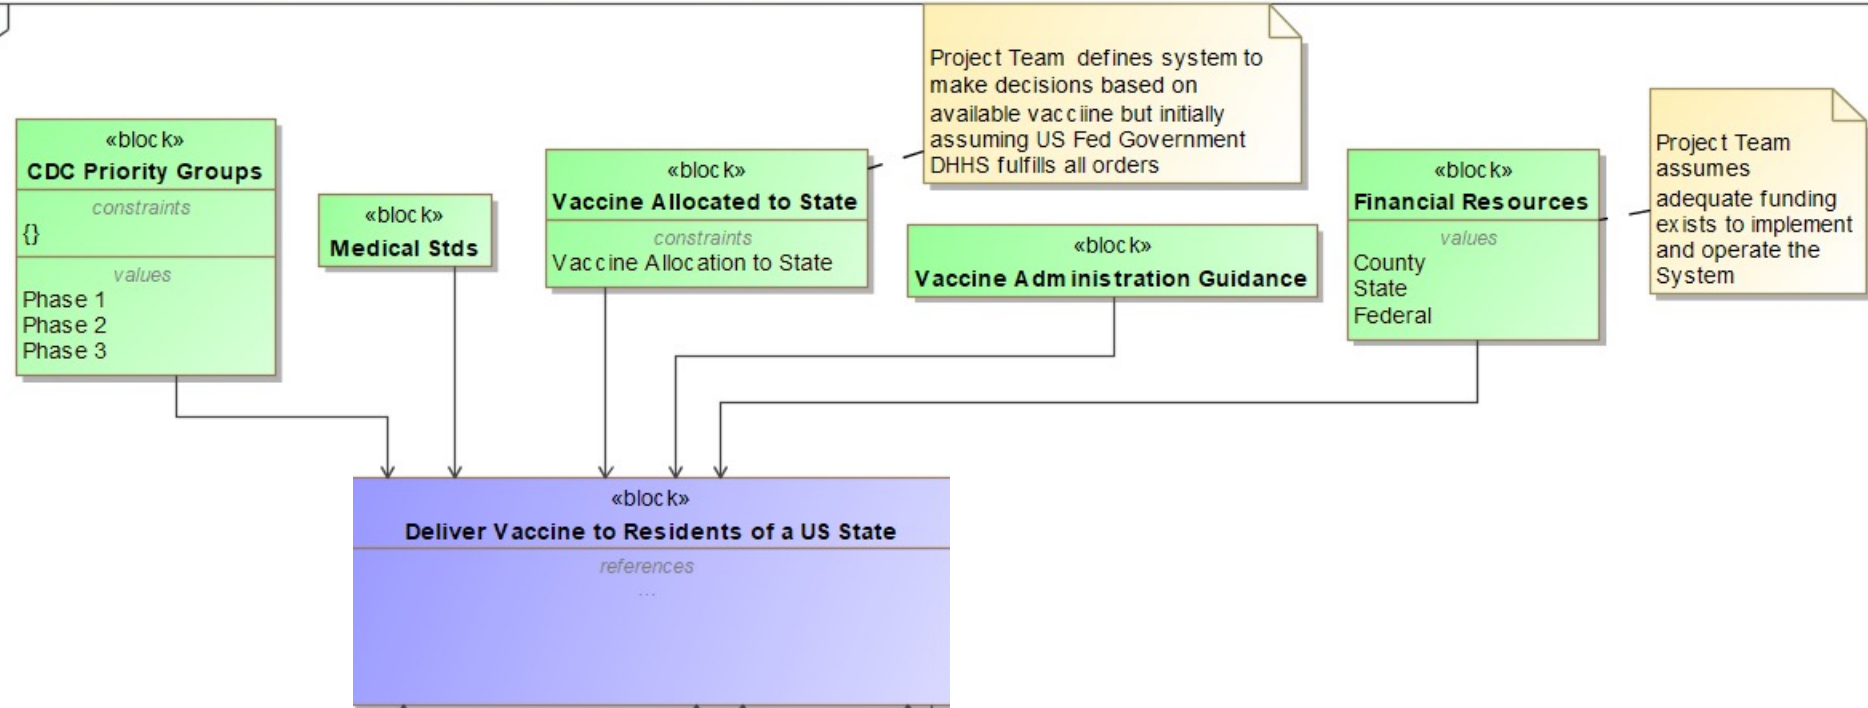 «block»
CDC Priority Groups
constraints
{}
values
Phase 1
Phase 2
Phase 3
«block»
Medical Stds
«block»
Vaccine Allocated to State
constraints
Vaccine Allocation to State
Project Team defines system to
make decisions based on
available vacciine but initially
assuming US Fed Government
DHHS fulfills all orders
«block»
Vaccine Administration Guidance
«block»
Financial Resources
values
County
State
Federal
Project Team
assumes
adequate funding
exists to implement
and operate the
System
«block»
Deliver Vaccine to Residents of a US State
references
...